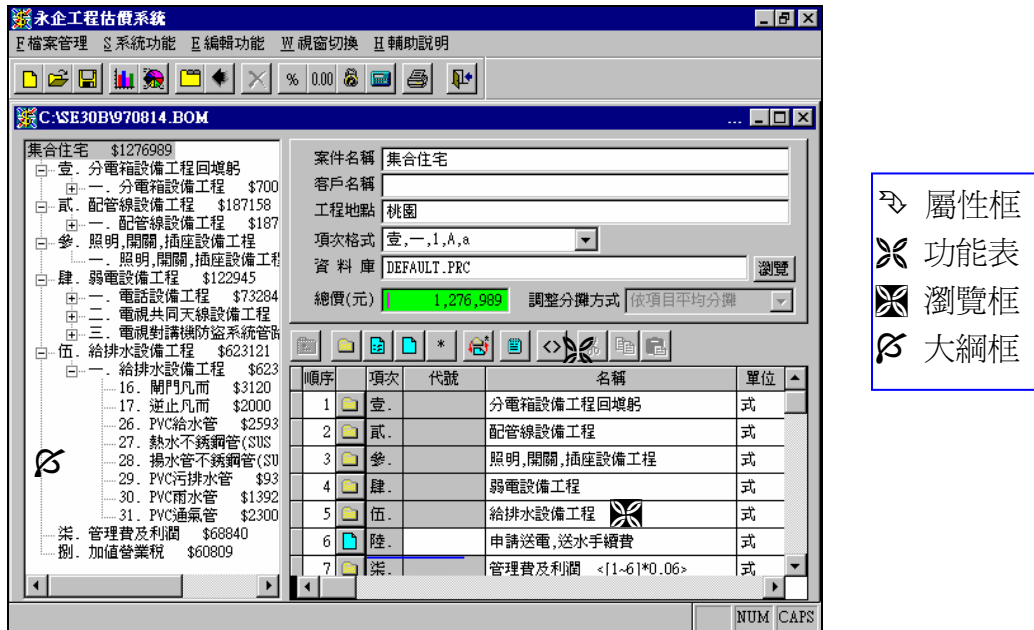 永企工程估價系統
F檔案管理 S系統功能 E編輯功能 W視窗切換 H輔助說明
% 0.00
C:\SE30B\970814.BOM ...
集合住宅 $1276989
壹. 分電箱設備工程回塡躬
一. 分電箱設備工程 $700
貳. 配管線設備工程 $187158
一. 配管線設備工程 $187
參. 照明,開關,插座設備工程
一. 照明,開關,插座設備工程
肆. 弱電設備工程 $122945
一. 電話設備工程 $73284
二. 電視共同天線設備工程
三. 電視對講機防盜系統管
伍. 給排水設備工程 $623121
一. 給排水設備工程 $623
16. 閘門凡而 $3120
17. 逆止凡而 $2000
26. PVC給水管 $2593
27. 熱水不銹鋼管(SUS
28. 揚水管不銹鋼管(SU
29. PVC污排水管 $93
30. PVC雨水管 $1392
31. PVC通氣管 $2300
柒. 管理費及利潤 $68840
捌. 加值營業稅 $60809
案件名稱 集合住宅
客戶名稱
工程地點 桃園
項次格式 壹,一,1,A,a
資 料 庫 DEFAULT.PRC 瀏覽
總價(元) 1,276,989 調整分攤方式 依項目平均分攤
* <>
順序 項次 代號 名稱 單位
1 壹. 分電箱設備工程回塡躬 式
2 貳. 配管線設備工程 式
3 參. 照明,開關,插座設備工程 式
4 肆. 弱電設備工程 式
5 伍. 給排水設備工程 式
6 陸. 申請送電,送水手續費 式
7 柒. 管理費及利潤 <[1~6]*0.06> 式
NUM CAPS
屬性框
功能表
瀏覽框
大綱框